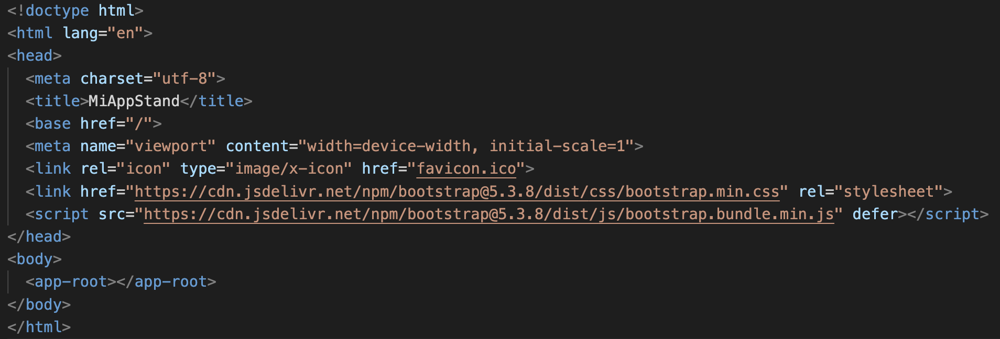 <!doctype html>
<html lang="en">
<head>
  <meta charset="utf-8">
  <title>MiAppStand</title>
  <base href="/">
  <meta name="viewport" content="width=device-width, initial-scale=1">
  <link rel="icon" type="image/x-icon" href="favicon.ico">
  <link href="https://cdn.jsdelivr.net/npm/bootstrap@5.3.8/dist/css/bootstrap.min.css" rel="stylesheet">
  <script src="https://cdn.jsdelivr.net/npm/bootstrap@5.3.8/dist/js/bootstrap.bundle.min.js" defer></script>
</head>
<body>
  <app-root></app-root>
</body>
</html>